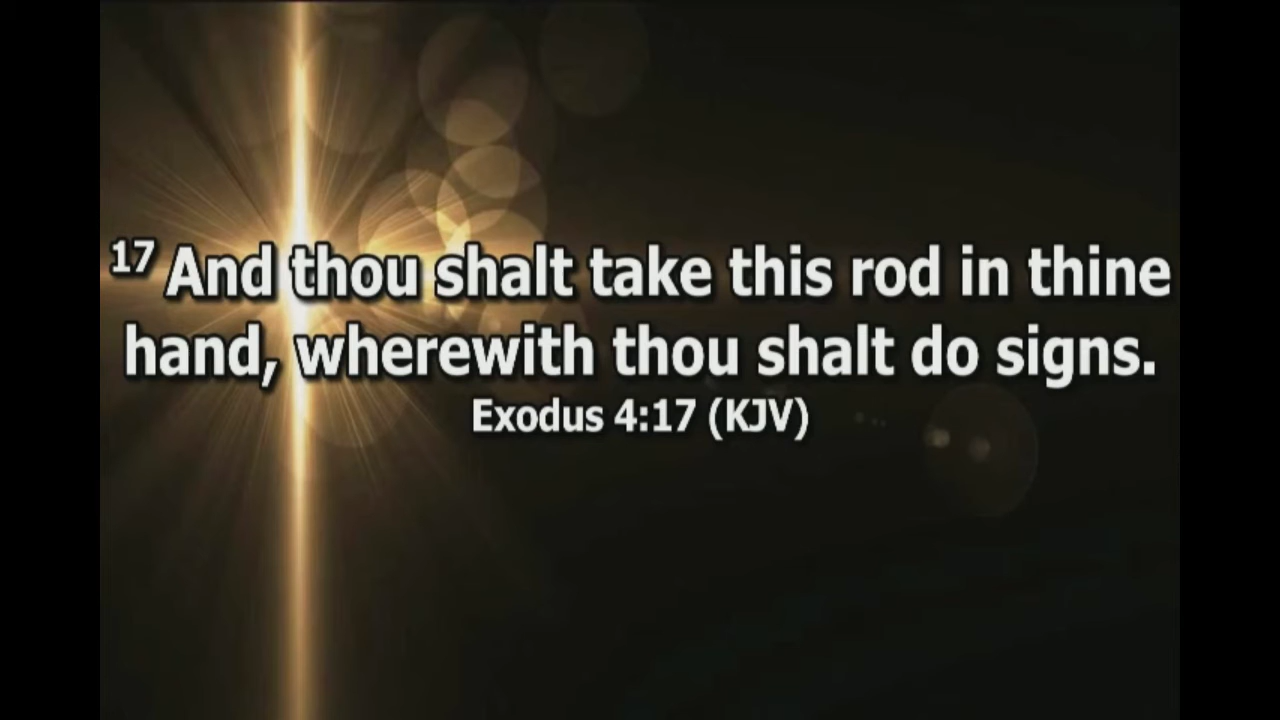 17 And thou shalt take this rod in thine
hand, wherewith thou shalt do signs.
Exodus 4:17 (KJV)